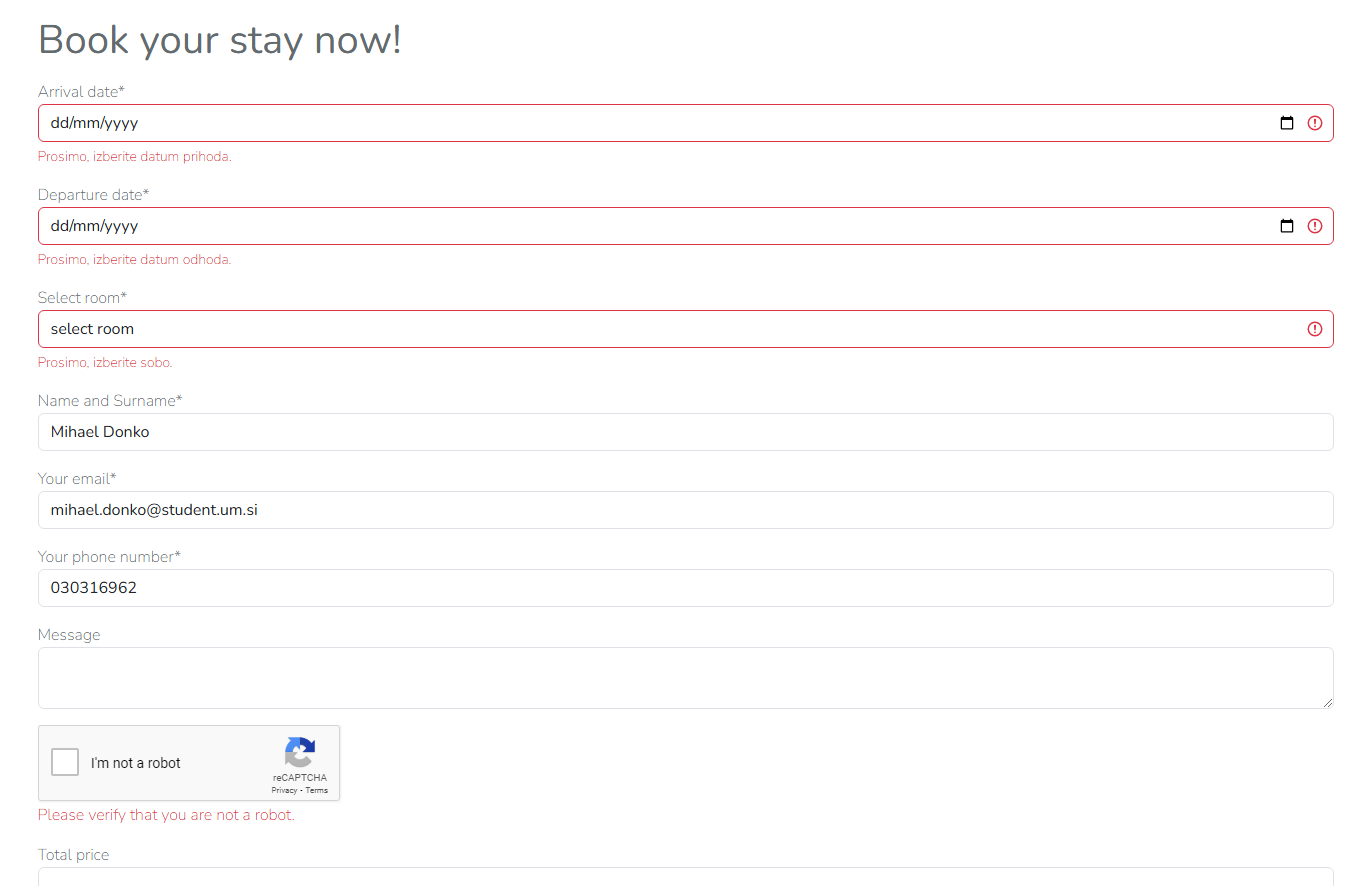 Book your stay now!
Arrival date*
dd/mm/yyyy
Prosimo, izberite datum prihoda.
Departure date*
dd/mm/yyyy
Prosimo, izberite datum odhoda.
Select room*
select room
Prosimo, izberite sobo.
Name and Surname*
Mihael Donko
Your email*
mihael.donko@student.um.si
Your phone number*
030316962
Message
I'm not a robot
reCAPTCHA
Privacy - Terms
Please verify that you are not a robot.
Total price